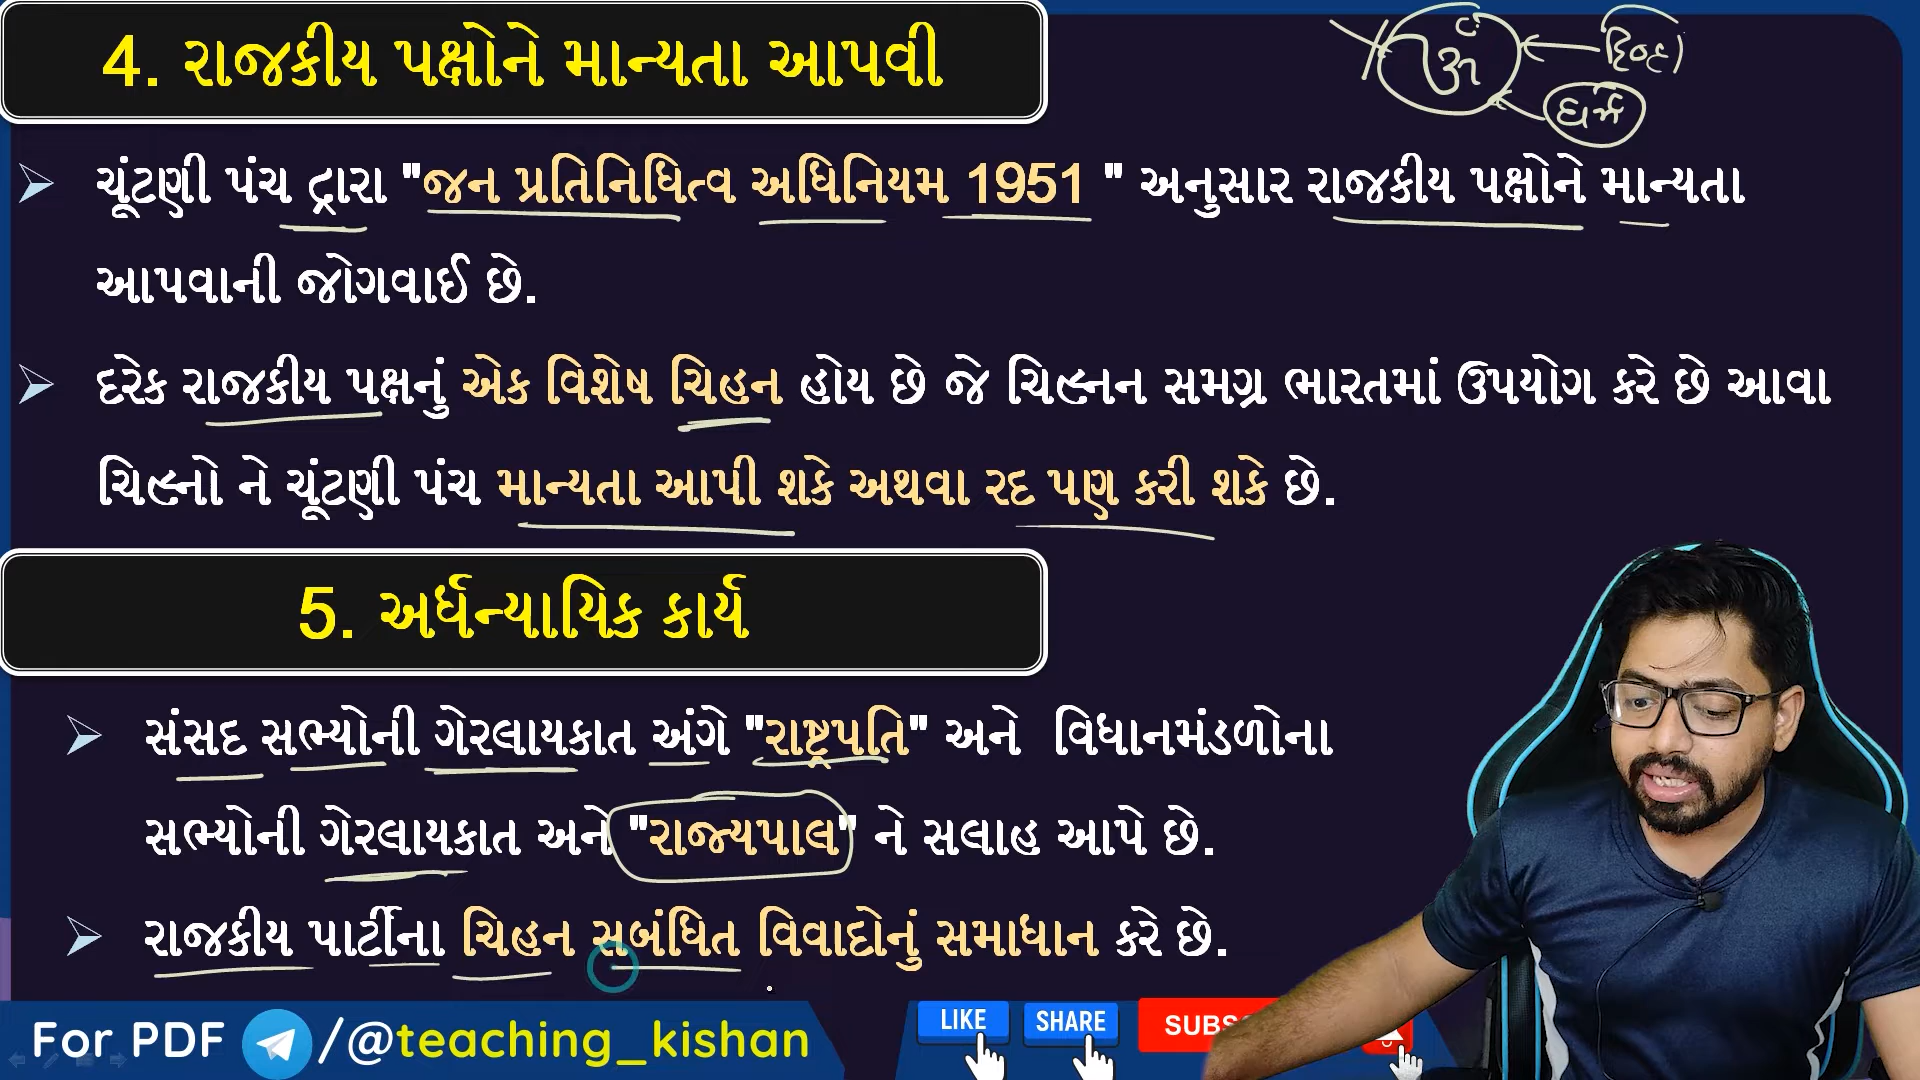 4. રાજકીય પક્ષોને માન્યતા આપવી
ૐ
ધર્મ
ચૂંટણી પંચ દ્રારા "જન પ્રતિનિધિત્વ અધિનિયમ 1951 " અનુસાર રાજકીય પક્ષોને માન્યતા
આપવાની જોગવાઈ છે.
દરેક રાજકીય પક્ષનું એક વિશેષ ચિહન હોય છે જે ચિહ્નન સમગ્ર ભારતમાં ઉપયોગ કરે છે આવા
ચિહ્નો ને ચૂંટણી પંચ માન્યતા આપી શકે અથવા રદ પણ કરી શકે છે.
5. અર્ધન્યાયિક કાર્ય
સંસદ સભ્યોની ગેરલાયકાત અંગે "રાષ્ટ્રપતિ" અને વિધાનમંડળોના
સભ્યોની ગેરલાયકાત અને "રાજ્યપાલ" ને સલાહ આપે છે.
રાજકીય પાર્ટીના ચિહન સબંધિત વિવાદોનું સમાધાન કરે છે.
For PDF /@teaching_kishan
LIKE SHARE